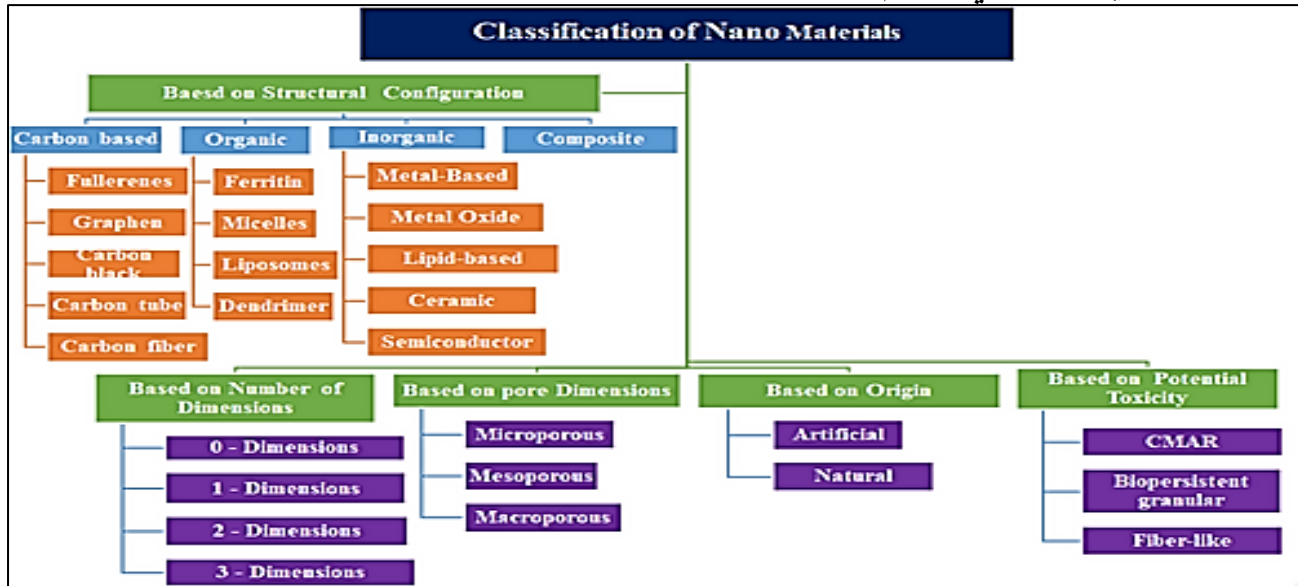 Classification of Nano Materials
Baesd on Structural Configuration
Carbon based
Organic
Inorganic
Composite
Fullerenes
Graphen
Carbon
black
Carbon tube
Carbon fiber
Ferritin
Micelles
Liposomes
Dendrimer
Metal-Based
Metal Oxide
Lipid-based
Ceramic
Semiconductor
Based on Number of
Dimensions
0 - Dimensions
1 - Dimensions
2 - Dimensions
3 - Dimensions
Based on pore Dimensions
Microporous
Mesoporous
Macroporous
Based on Origin
Artificial
Natural
Based on Potential
Toxicity
CMAR
Biopersistent
granular
Fiber-like